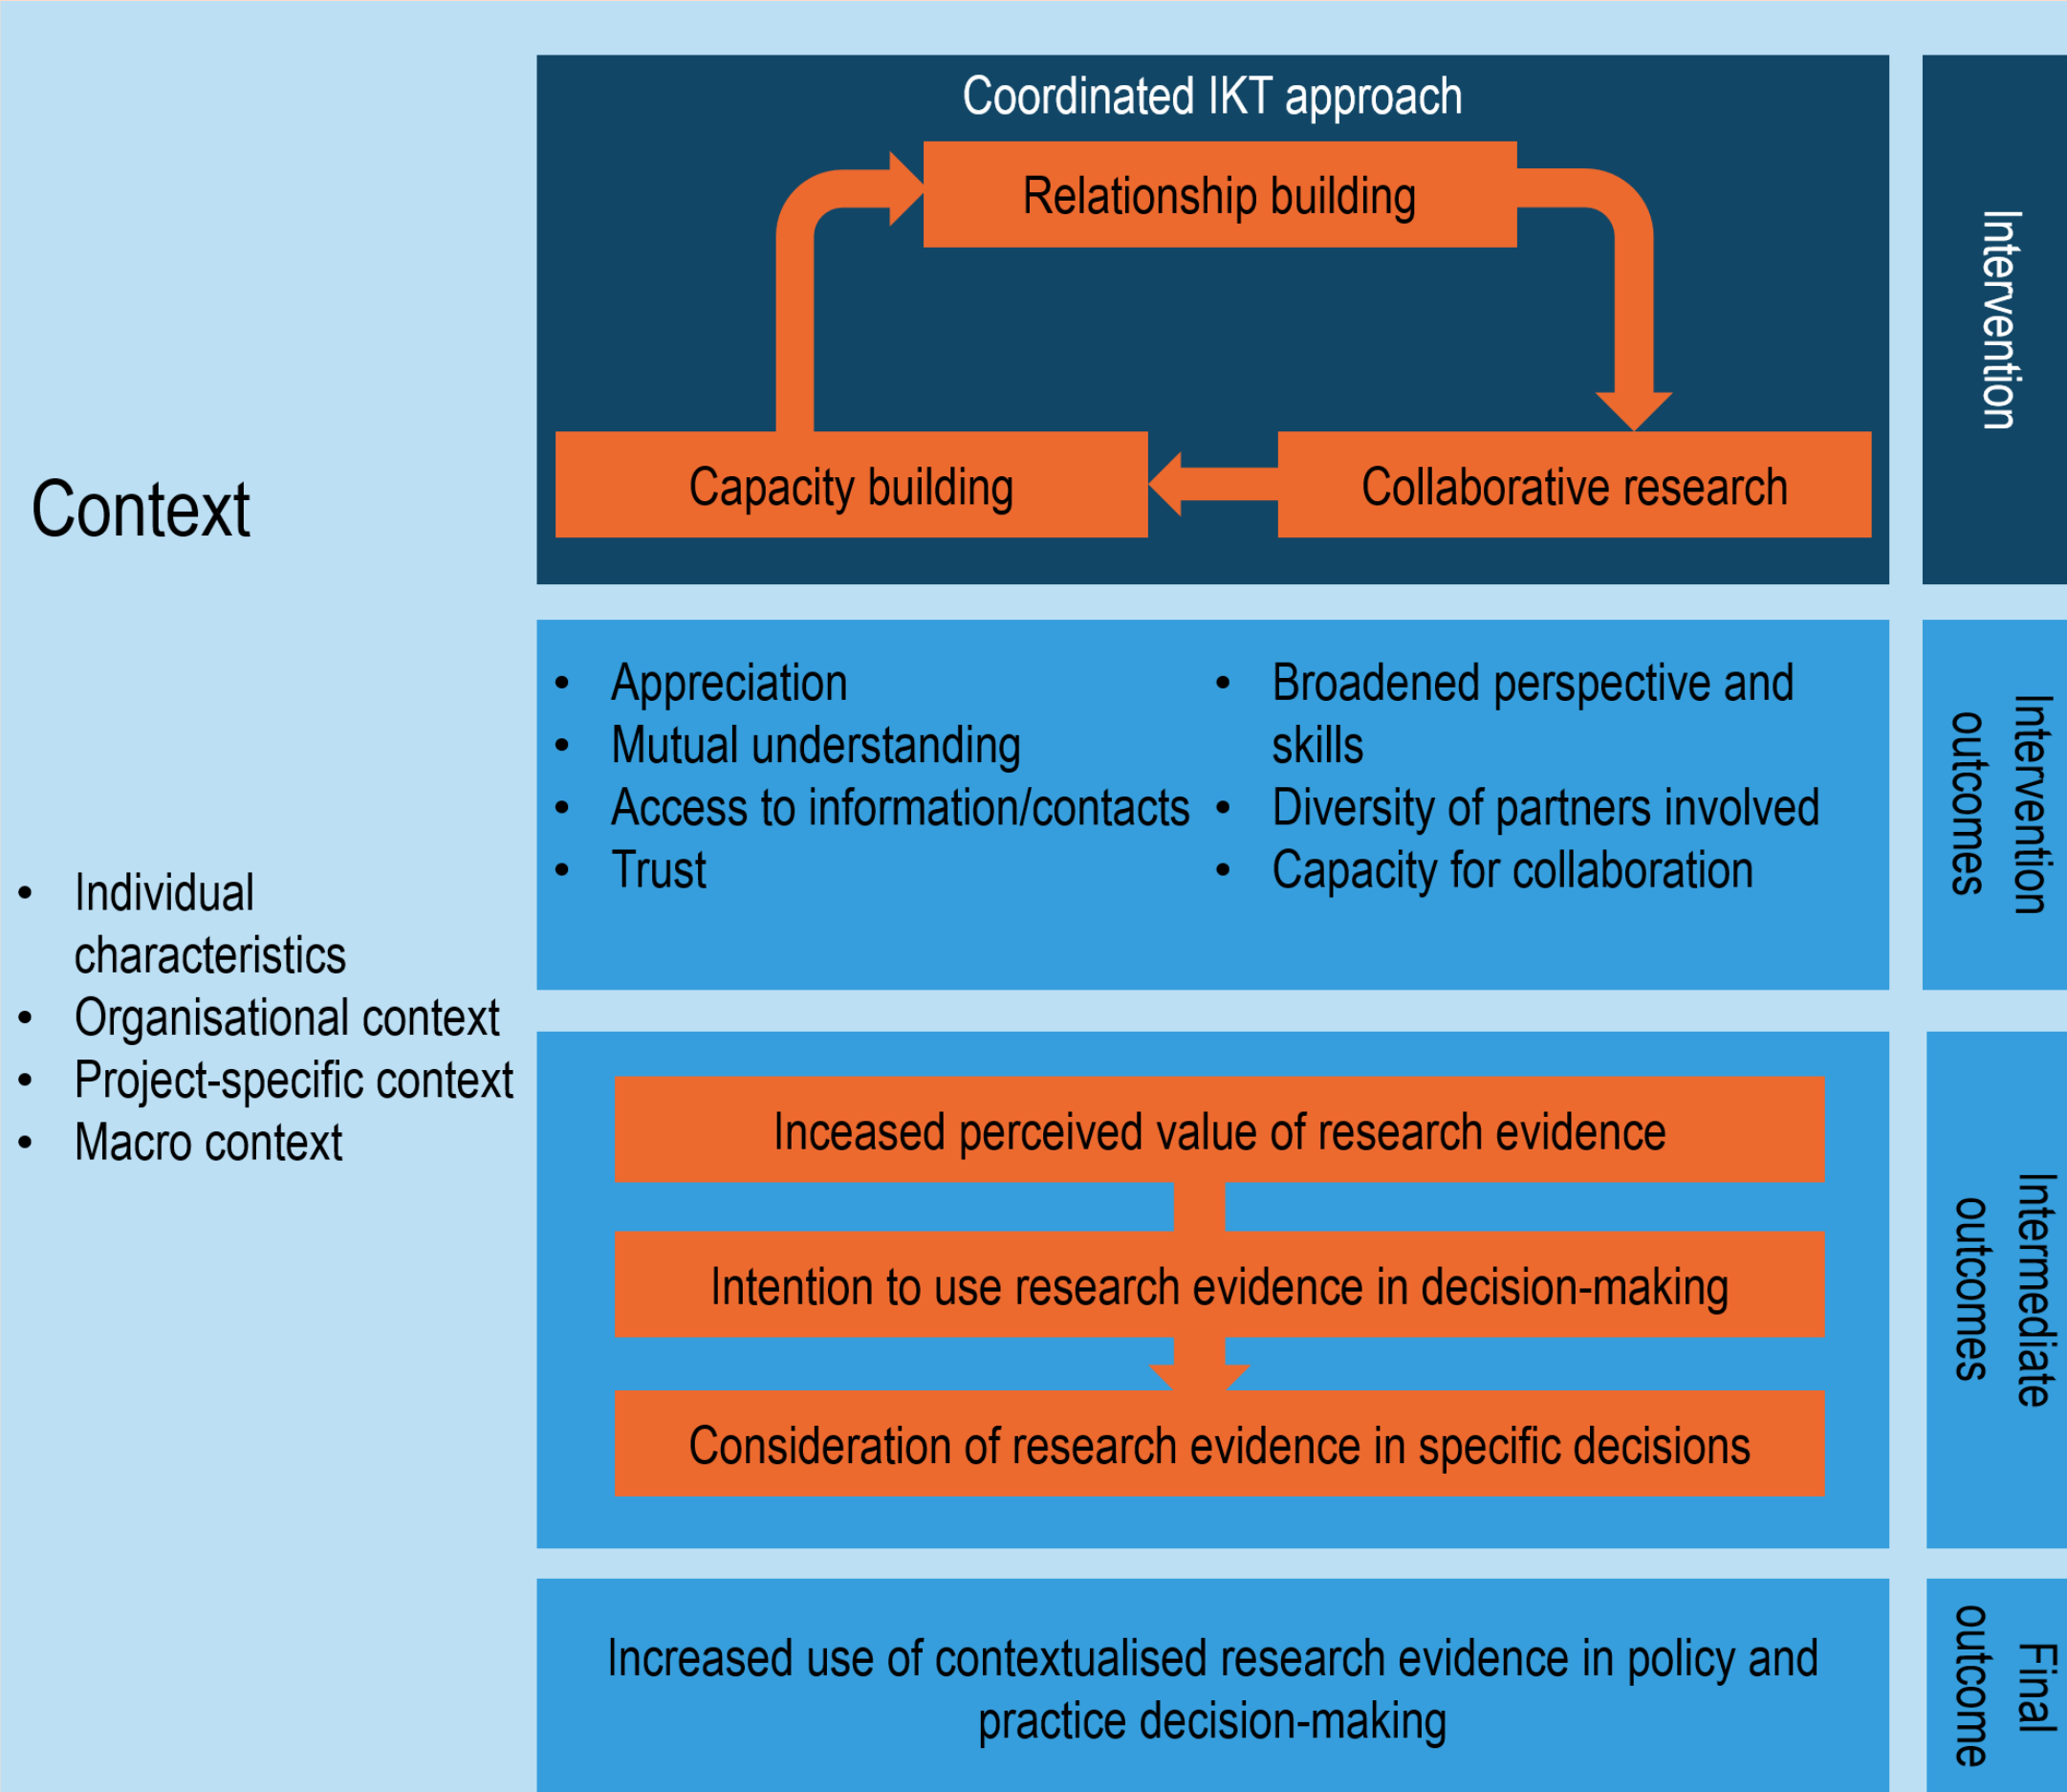 Coordinated IKT approach
Relationship building
Capacity building
Collaborative research
Intervention
Context
• Individual
characteristics
• Organisational context
• Project-specific context
• Macro context
• Appreciation
• Mutual understanding
• Access to information/contacts
• Trust
• Broadened perspective and
skills
• Diversity of partners involved
• Capacity for collaboration
Intervention
outcomes
Inceased perceived value of research evidence
Intention to use research evidence in decision-making
Consideration of research evidence in specific decisions
Intermediate
outcomes
Increased use of contextualised research evidence in policy and
practice decision-making
Final
outcome